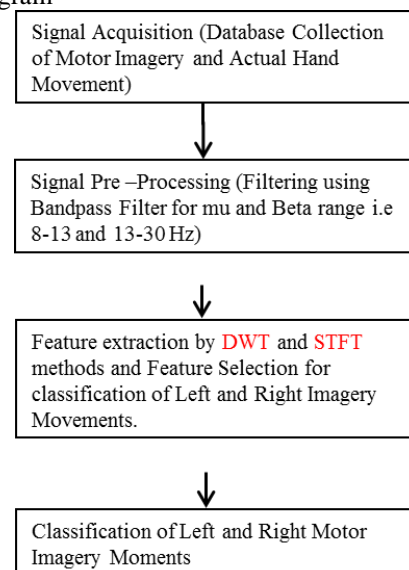 gram
Signal Acquisition (Database Collection
of Motor Imagery and Actual Hand
Movement)
Signal Pre –Processing (Filtering using
Bandpass Filter for mu and Beta range i.e
8-13 and 13-30 Hz)
Feature extraction by DWT and STFT
methods and Feature Selection for
classification of Left and Right Imagery
Movements.
Classification of Left and Right Motor
Imagery Moments